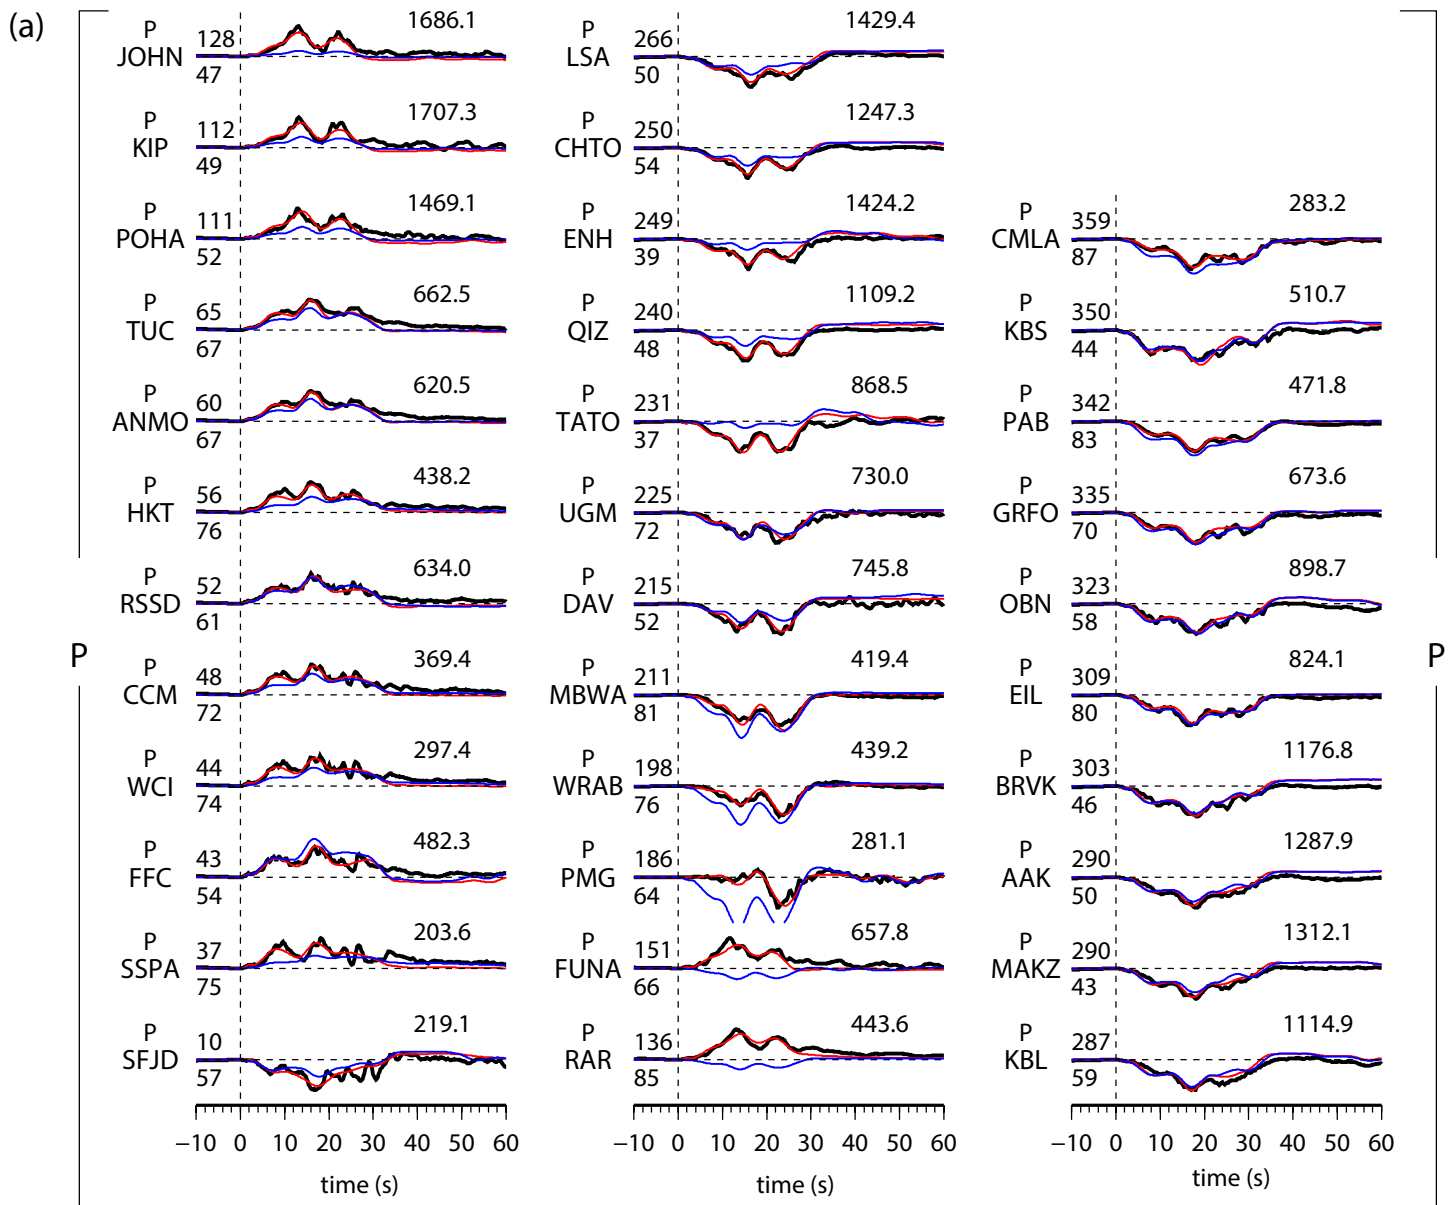 (a)
P
P
P
JOHN
128
47
1686.1
P
KIP
112
49
1707.3
P
POHA
111
52
1469.1
P
TUC
65
67
662.5
P
ANMO
60
67
620.5
P
HKT
56
76
438.2
P
RSSD
52
61
634.0
P
CCM
48
72
369.4
P
WCI
44
74
297.4
P
FFC
43
54
482.3
P
SSPA
37
75
203.6
P
SFJD
10
57
219.1
−10 0 10 20 30 40 50 60
time (s)
P
LSA
266
50
1429.4
P
CHTO
250
54
1247.3
P
ENH
249
39
1424.2
P
QIZ
240
48
1109.2
P
TATO
231
37
868.5
P
UGM
225
72
730.0
P
DAV
215
52
745.8
P
MBWA
211
81
419.4
P
WRAB
198
76
439.2
P
PMG
186
64
281.1
P
FUNA
151
66
657.8
P
RAR
136
85
443.6
−10 0 10 20 30 40 50 60
time (s)
P
CMLA
359
87
283.2
P
KBS
350
44
510.7
P
PAB
342
83
471.8
P
GRFO
335
70
673.6
P
OBN
323
58
898.7
P
EIL
309
80
824.1
P
BRVK
303
46
1176.8
P
AAK
290
50
1287.9
P
MAKZ
290
43
1312.1
P
KBL
287
59
1114.9
−10 0 10 20 30 40 50 60
time (s)